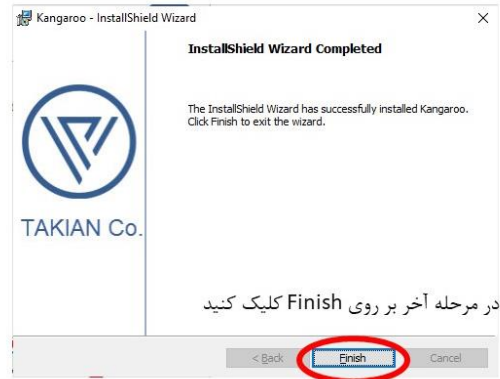 Kangaroo - InstallShield Wizard
InstallShield Wizard Completed
The InstallShield Wizard has successfully installed Kangaroo.
Click Finish to exit the wizard.
TAKIAN Co.
در مرحله آخر بر روی Finish کلیک کنید
< Back Finish Cancel